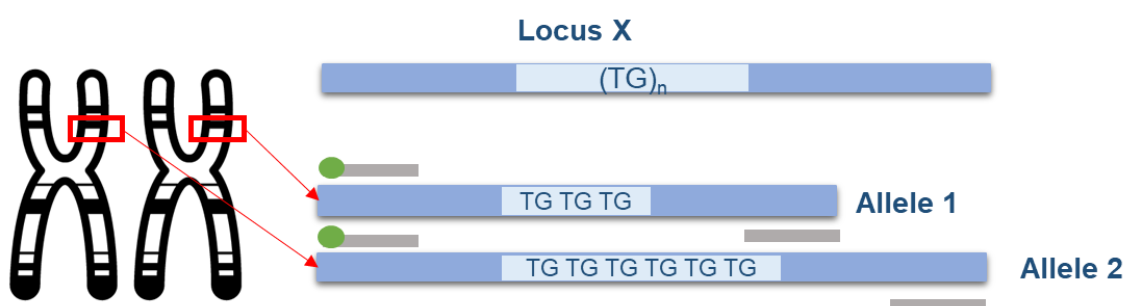 Locus X
(TG)n
TG TG TG
Allele 1
TG TG TG TG TG TG
Allele 2